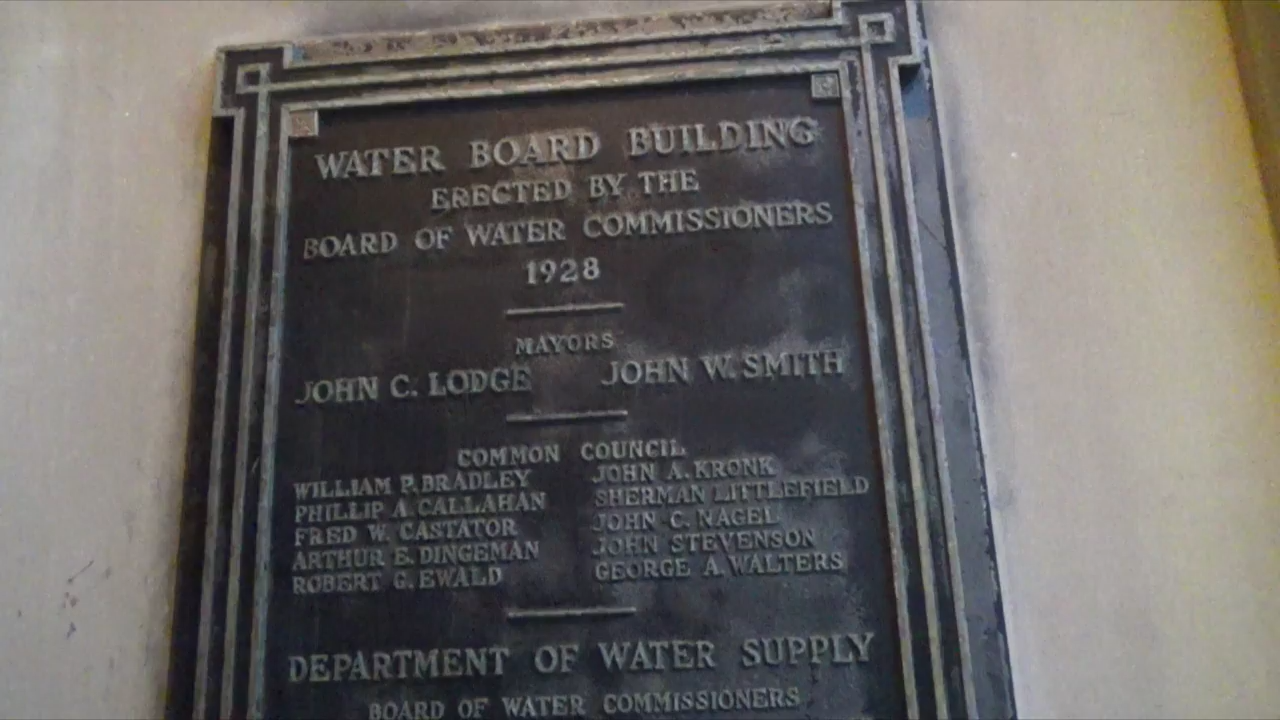 WATER BOARD BUILDING
ERECTED BY THE
BOARD OF WATER COMMISSIONERS
1928
MAYORS
JOHN C. LODGE JOHN W. SMITH
COMMON COUNCIL
WILLIAM P. BRADLEY JOHN A. KRONK
PHILLIP A. CALLAHAN SHERMAN LITTLEFIELD
FRED W. CASTATOR JOHN C. NAGEL
ARTHUR E. DINGEMAN JOHN STEVENSON
ROBERT G. EWALD GEORGE A. WALTERS
DEPARTMENT OF WATER SUPPLY
BOARD OF WATER COMMISSIONERS